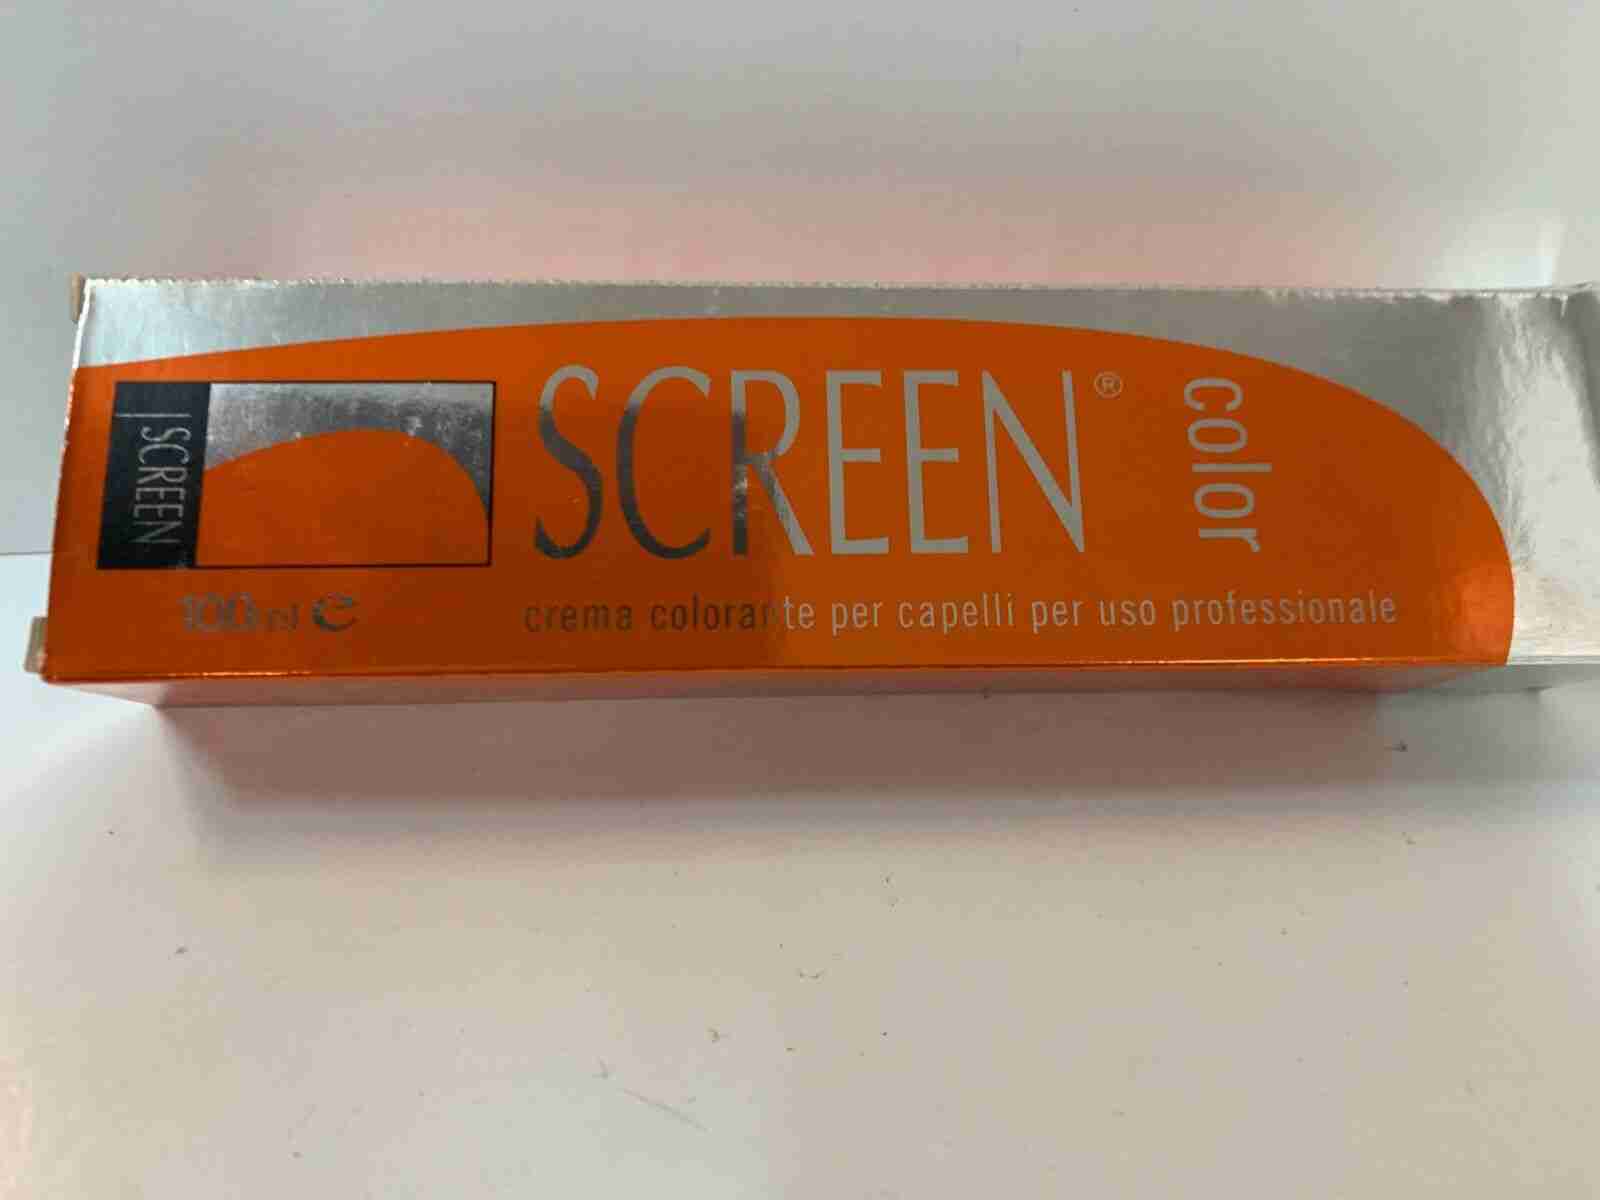 |SCREEN
SCREEN®
color
100ml e
crema colorante per capelli per uso professionale